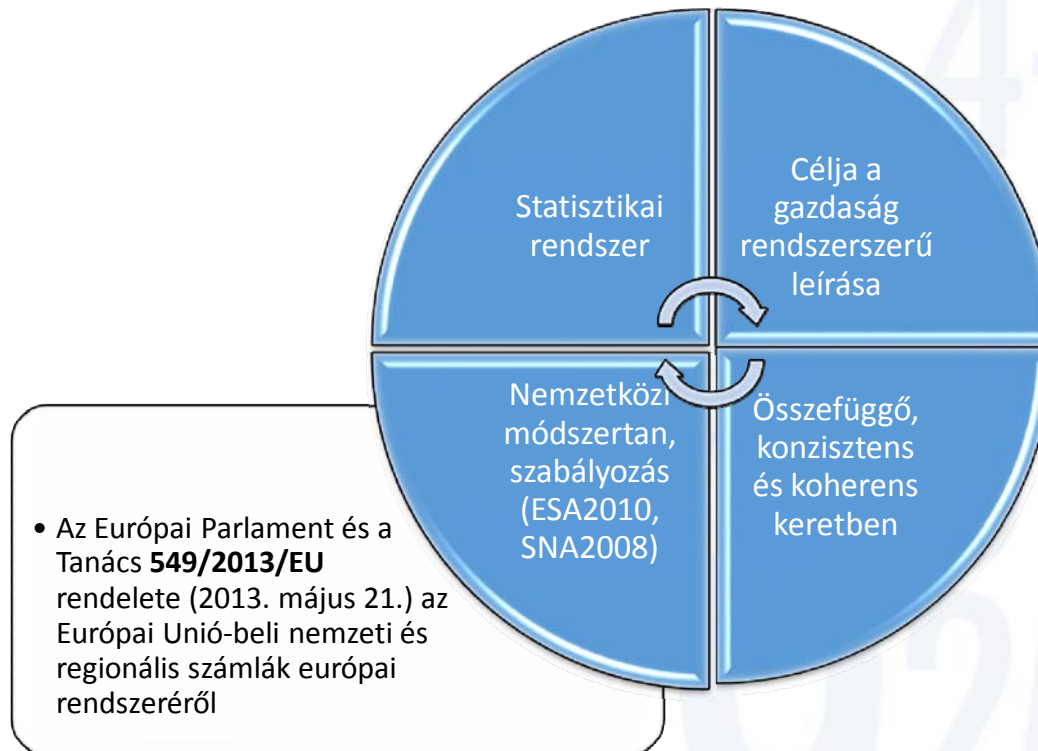 Statisztikai
rendszer
Célja a
gazdaság
rendszerszerű
leírása
Nemzetközi
módszertan,
szabályozás
(ESA2010,
SNA2008)
Összefüggő,
konzisztens
és koherens
keretben
• Az Európai Parlament és a
Tanács 549/2013/EU
rendelete (2013. május 21.) az
Európai Unió-beli nemzeti és
regionális számlák európai
rendszeréről